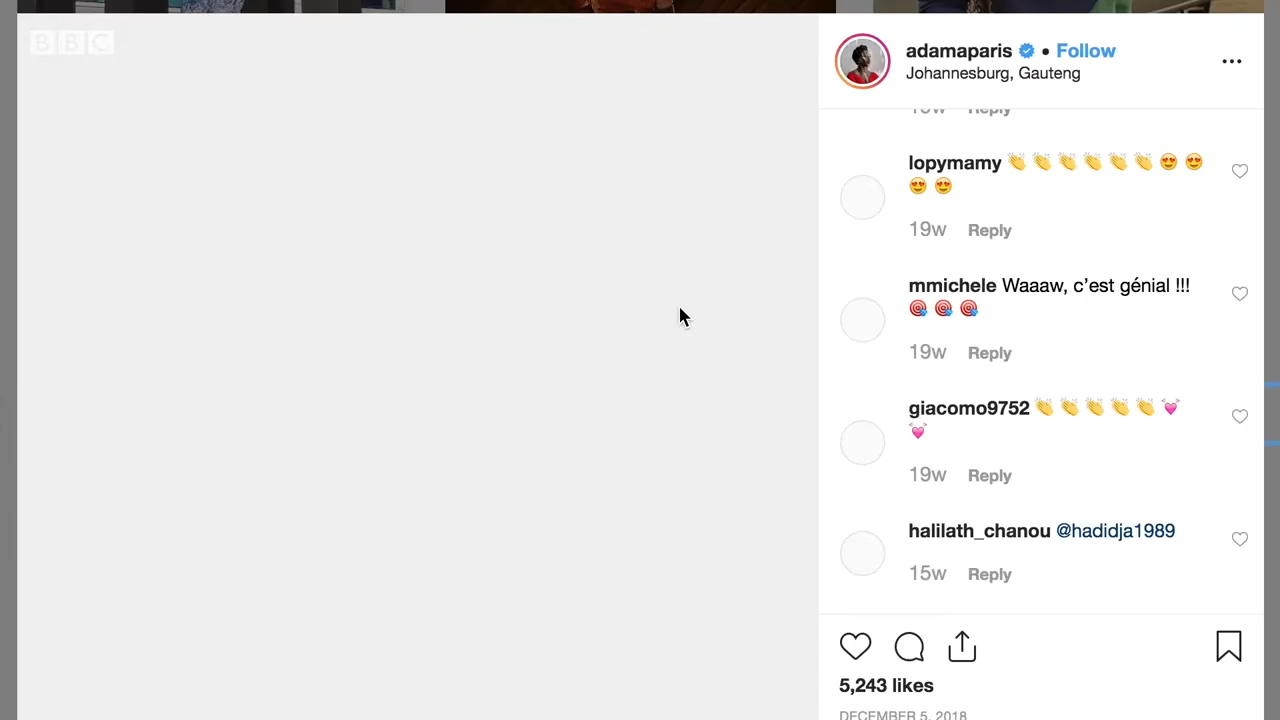 BBC
adamaparis • Follow
Johannesburg, Gauteng
Reply
lopymamy 👏👏👏👏👏👏😍😍
😍😍
19w Reply
mmichele Waaaw, c’est génial !!!
🎯🎯🎯
19w Reply
giacomo9752 👏👏👏👏👏💓
💓
19w Reply
halilath_chanou @hadidja1989
15w Reply
5,243 likes
DECEMBER 5, 2018